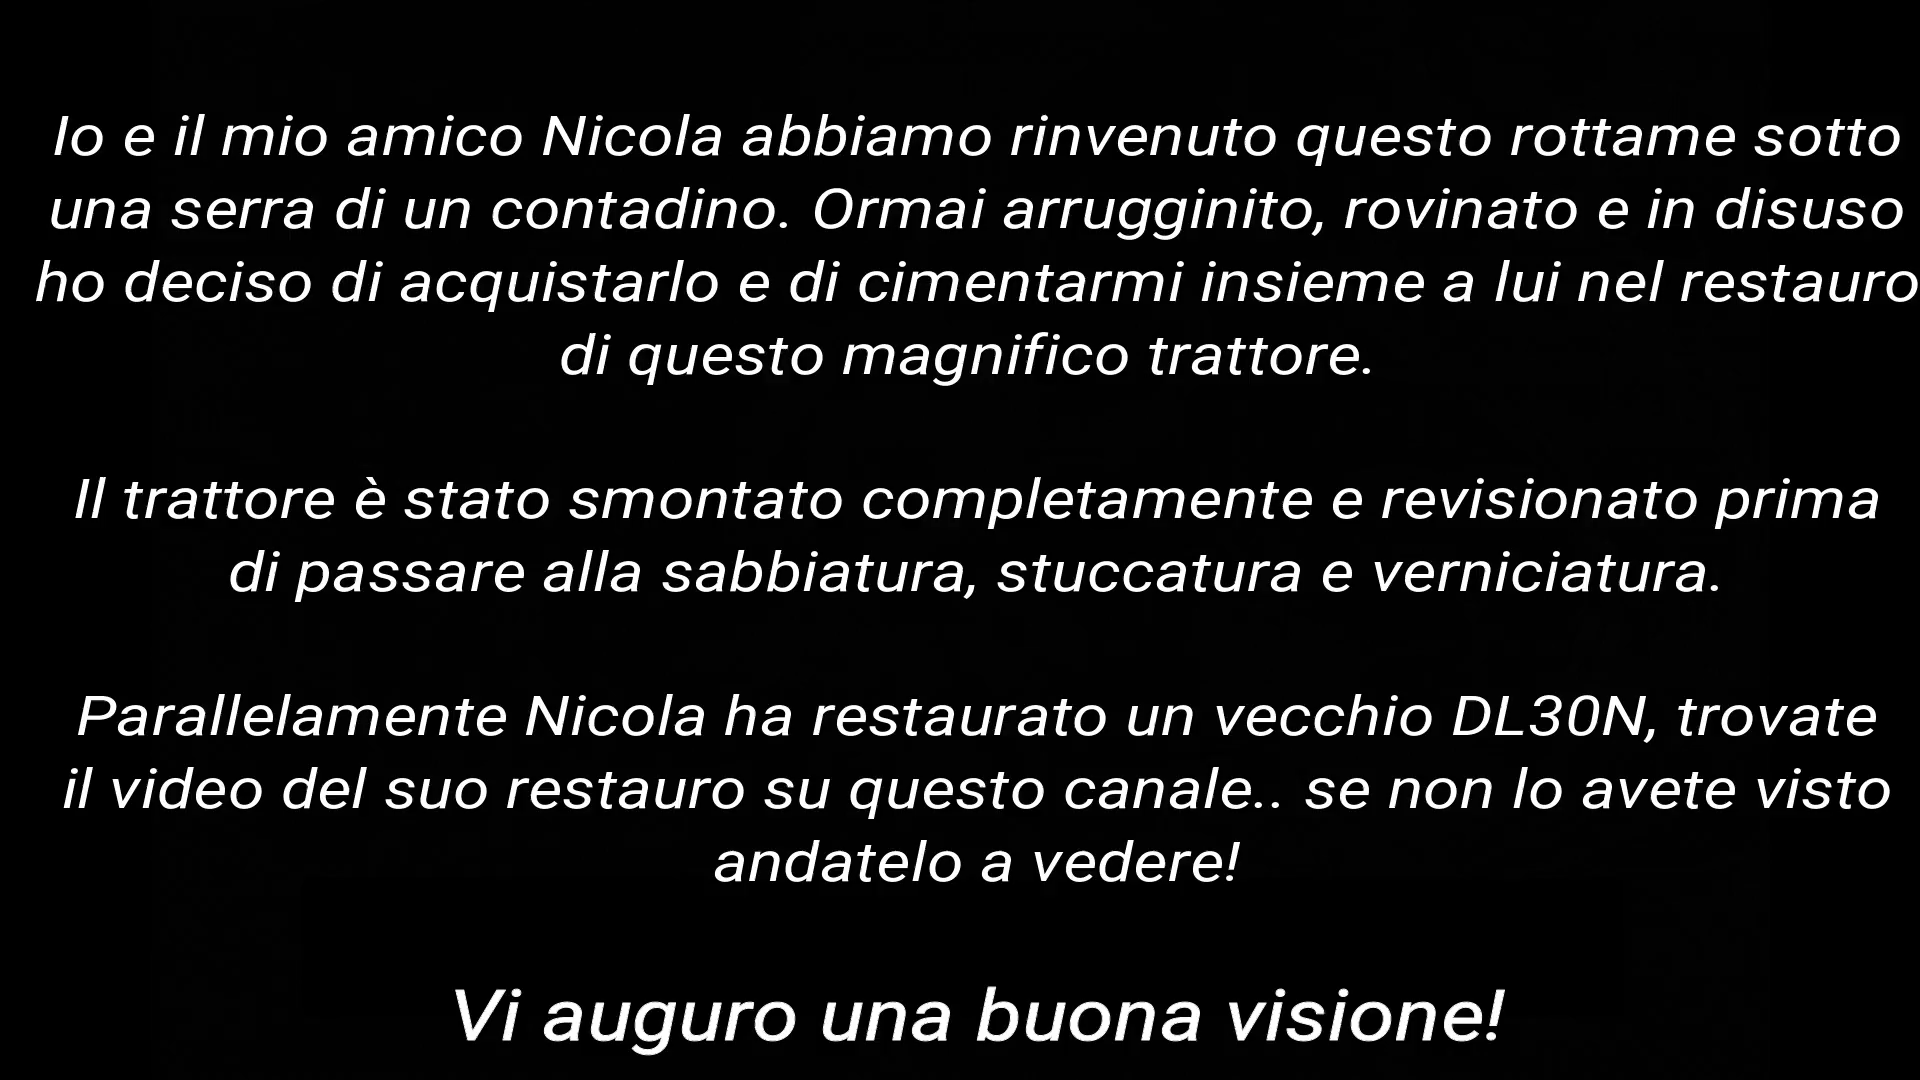 Io e il mio amico Nicola abbiamo rinvenuto questo rottame sotto
una serra di un contadino. Ormai arrugginito, rovinato e in disuso
ho deciso di acquistarlo e di cimentarmi insieme a lui nel restauro
di questo magnifico trattore.
Il trattore è stato smontato completamente e revisionato prima
di passare alla sabbiatura, stuccatura e verniciatura.
Parallelamente Nicola ha restaurato un vecchio DL30N, trovate
il video del suo restauro su questo canale.. se non lo avete visto
andatelo a vedere!
Vi auguro una buona visione!